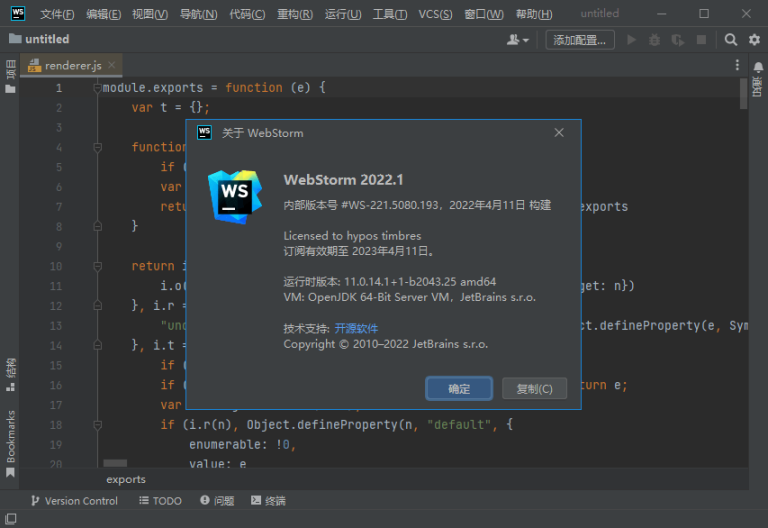 WS 文件(F) 编辑(E) 视图(V) 导航(N) 代码(C) 重构(R) 运行(U) 工具(T) VCS(S) 窗口(W) 帮助(H) untitled
untitled 添加配置...
项目 renderer.js 通知
1 module.exports = function (e) {
2 var t = {};
3
4 function
5 if (
6 var
7 retu xports
8 }
9
10 return i
11 i.o( get: n})
12 }, i.r =
13 "und ct.defineProperty(e, Sym
14 }, i.t =
15 if (
16 if ( turn e;
17 var
18 if (i.r(n), Object.defineProperty(n, "default", {
19 enumerable: !0,
20 value: e
WS 关于 WebStorm
WS
WebStorm 2022.1
内部版本号 #WS-221.5080.193，2022年4月11日 构建
Licensed to hypos timbres
订阅有效期至 2023年4月11日。
运行时版本: 11.0.14.1+1-b2043.25 amd64
VM: OpenJDK 64-Bit Server VM，JetBrains s.r.o.
技术支持: 开源软件
Copyright © 2010–2022 JetBrains s.r.o.
确定 复制(C)
结构
Bookmarks
exports
Version Control TODO 问题 终端